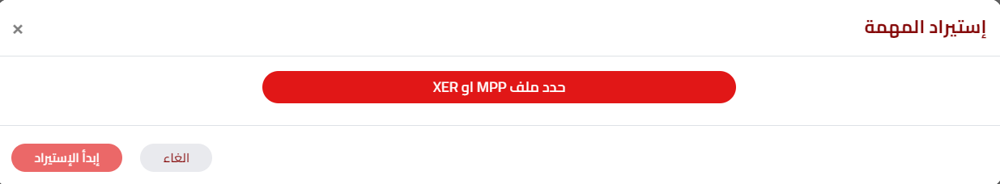 إستيراد المهمة
×
حدد ملف MPP او XER
الغاء
إبدأ الإستيراد